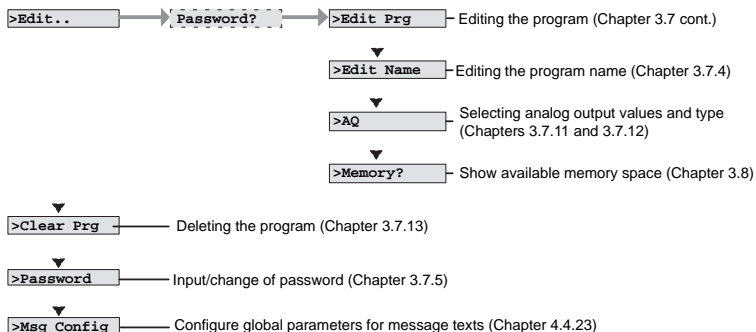 >Edit.. Password? >Edit Prg Editing the program (Chapter 3.7 cont.)
>Edit Name Editing the program name (Chapter 3.7.4)
>AQ Selecting analog output values and type
(Chapters 3.7.11 and 3.7.12)
>Memory? Show available memory space (Chapter 3.8)
>Clear Prg Deleting the program (Chapter 3.7.13)
>Password Input/change of password (Chapter 3.7.5)
>Msg Config Configure global parameters for message texts (Chapter 4.4.23)